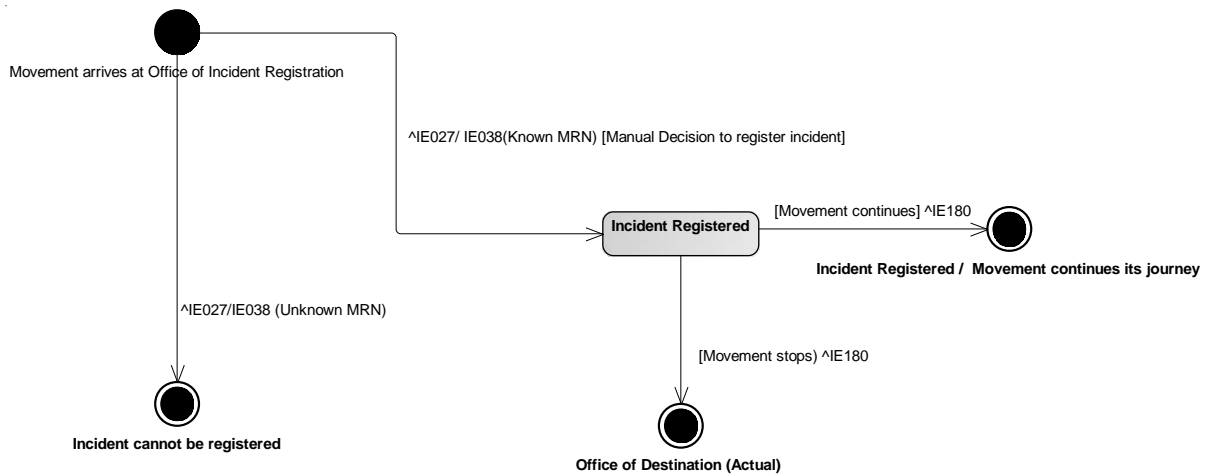 Movement arrives at Office of Incident Registration
^IE027/ IE038(Known MRN) [Manual Decision to register incident]
Incident Registered
[Movement continues] ^IE180
Incident Registered /  Movement continues its journey
^IE027/IE038 (Unknown MRN)
[Movement stops) ^IE180
Incident cannot be registered
Office of Destination (Actual)